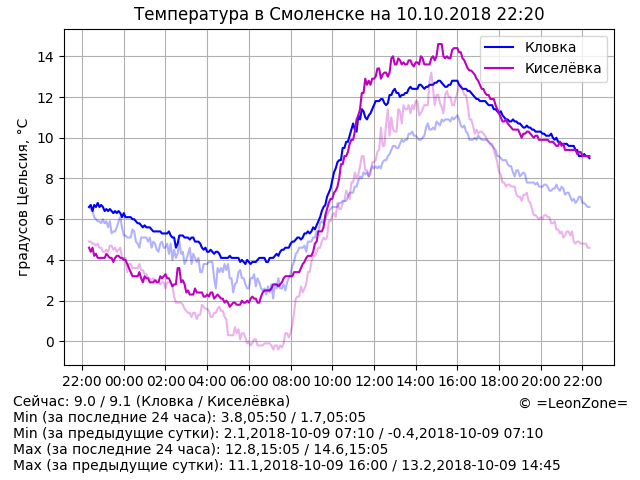 Температура в Смоленске на 10.10.2018 22:20
Кловка
Киселёвка
градусов Цельсия, °C
14
12
10
8
6
4
2
0
22:00 00:00 02:00 04:00 06:00 08:00 10:00 12:00 14:00 16:00 18:00 20:00 22:00
Сейчас: 9.0 / 9.1 (Кловка / Киселёвка)
© =LeonZone=
Min (за последние 24 часа): 3.8,05:50 / 1.7,05:05
Min (за предыдущие сутки): 2.1,2018-10-09 07:10 / -0.4,2018-10-09 07:10
Max (за последние 24 часа): 12.8,15:05 / 14.6,15:05
Max (за предыдущие сутки): 11.1,2018-10-09 16:00 / 13.2,2018-10-09 14:45